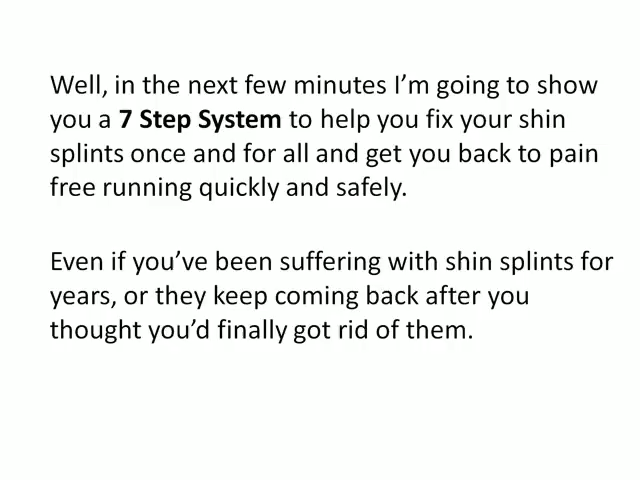 Well, in the next few minutes I’m going to show
you a 7 Step System to help you fix your shin
splints once and for all and get you back to pain
free running quickly and safely.
Even if you’ve been suffering with shin splints for
years, or they keep coming back after you
thought you’d finally got rid of them.